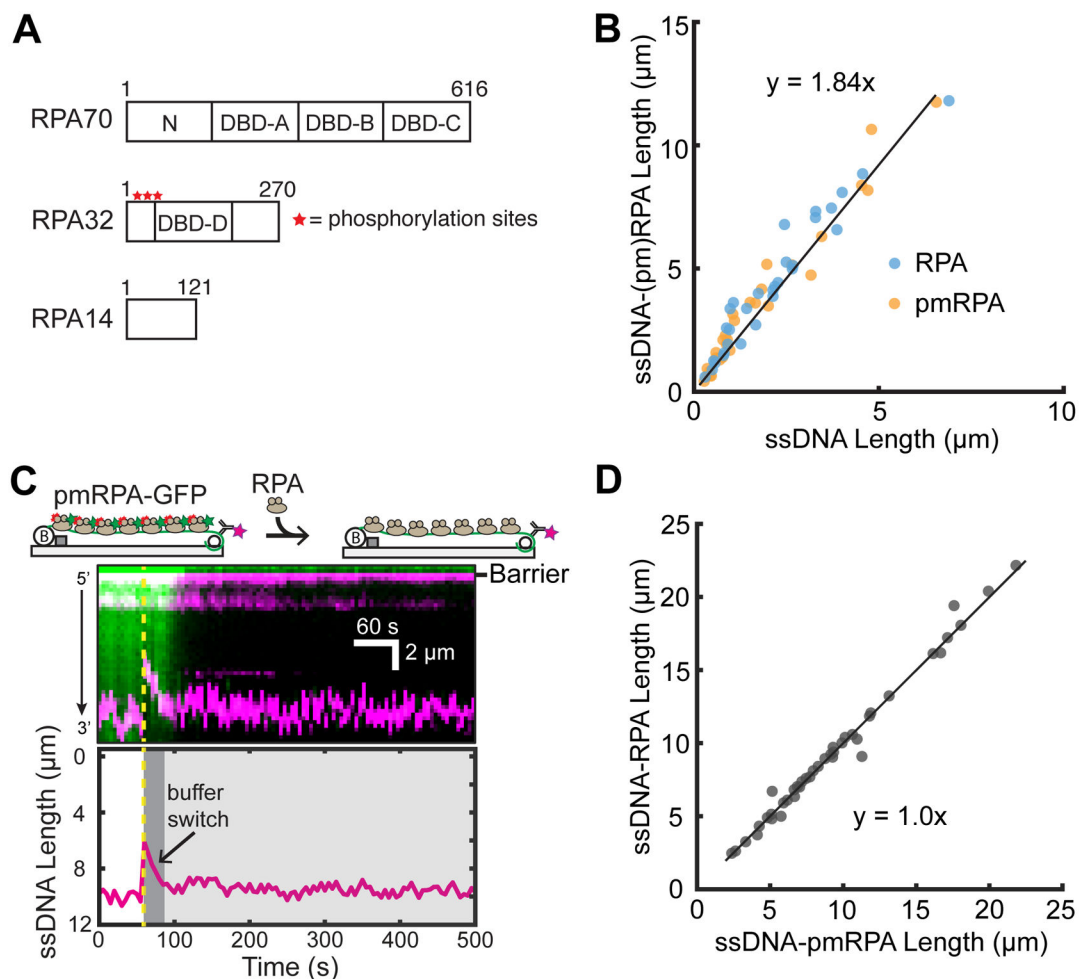 A
1
616
RPA70
N
DBD-A
DBD-B
DBD-C
1
270
RPA32
DBD-D
= phosphorylation sites
1
121
RPA14
B
ssDNA-(pm)RPA Length (μm)
15
10
5
0
y = 1.84x
RPA
pmRPA
0
5
10
ssDNA Length (μm)
C
pmRPA-GFP
RPA
B
B
Barrier
5'
3'
60 s
2 μm
ssDNA Length (μm)
0
4
8
12
buffer
switch
0
100
200
300
400
500
Time (s)
D
ssDNA-RPA Length (μm)
25
20
15
10
5
0
y = 1.0x
0
5
10
15
20
25
ssDNA-pmRPA Length (μm)